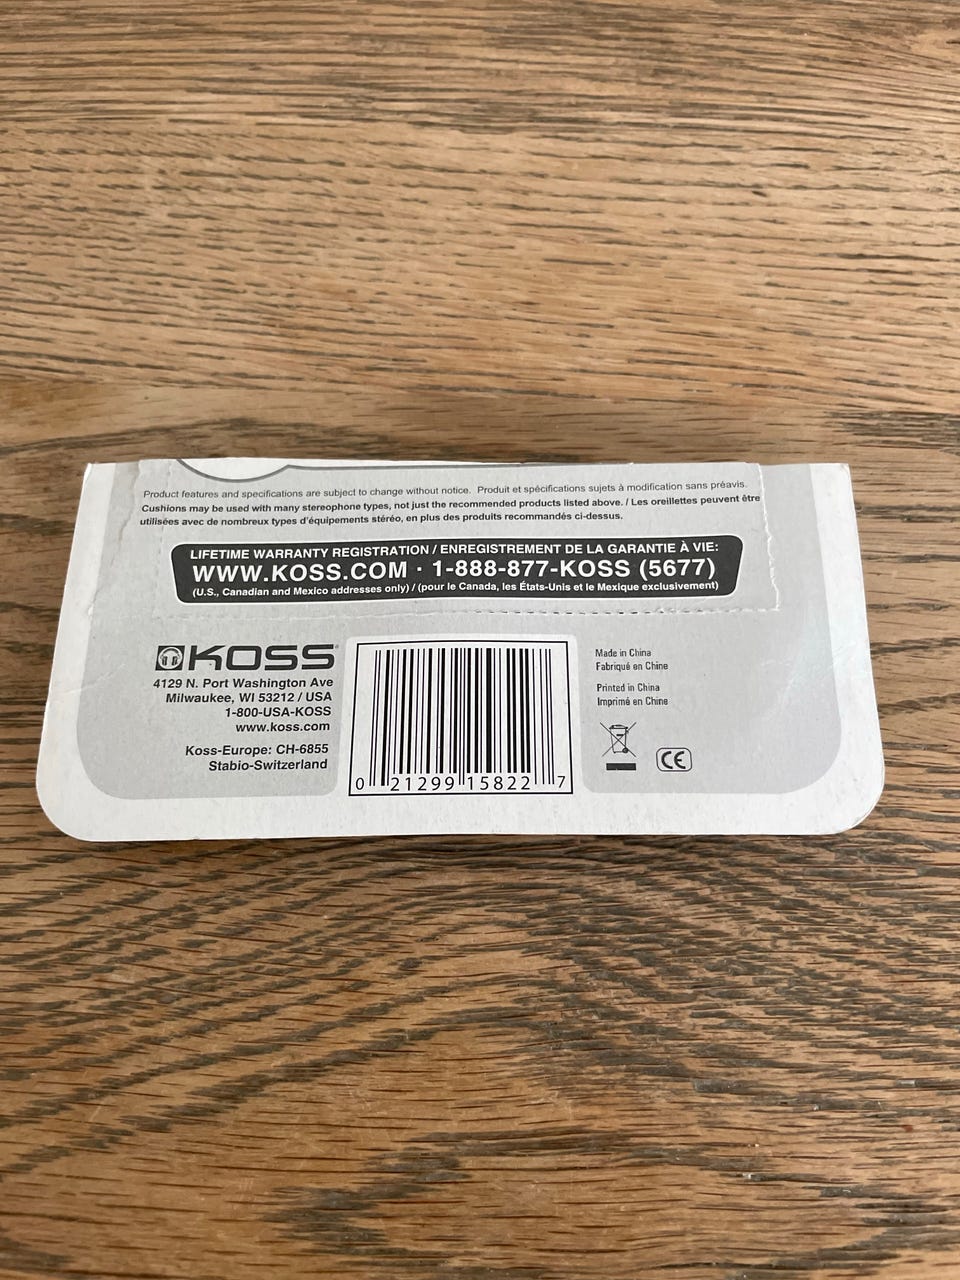 Product features and specifications are subject to change without notice. Produit et spécifications sujets à modification sans préavis.
Cushions may be used with many stereophone types, not just the recommended products listed above. / Les oreillettes peuvent être
utilisées avec de nombreux types d'équipements stéréo, en plus des produits recommandés ci-dessus.
LIFETIME WARRANTY REGISTRATION / ENREGISTREMENT DE LA GARANTIE À VIE:
WWW.KOSS.COM · 1-888-877-KOSS (5677)
(U.S., Canadian and Mexico addresses only) / (pour le Canada, les États-Unis et le Mexique exclusivement)
KOSS®
4129 N. Port Washington Ave
Milwaukee, WI 53212 / USA
1-800-USA-KOSS
www.koss.com
Koss-Europe: CH-6855
Stabio-Switzerland
0 21299 15822 7
Made in China
Fabriqué en Chine
Printed in China
Imprimé en Chine
CE